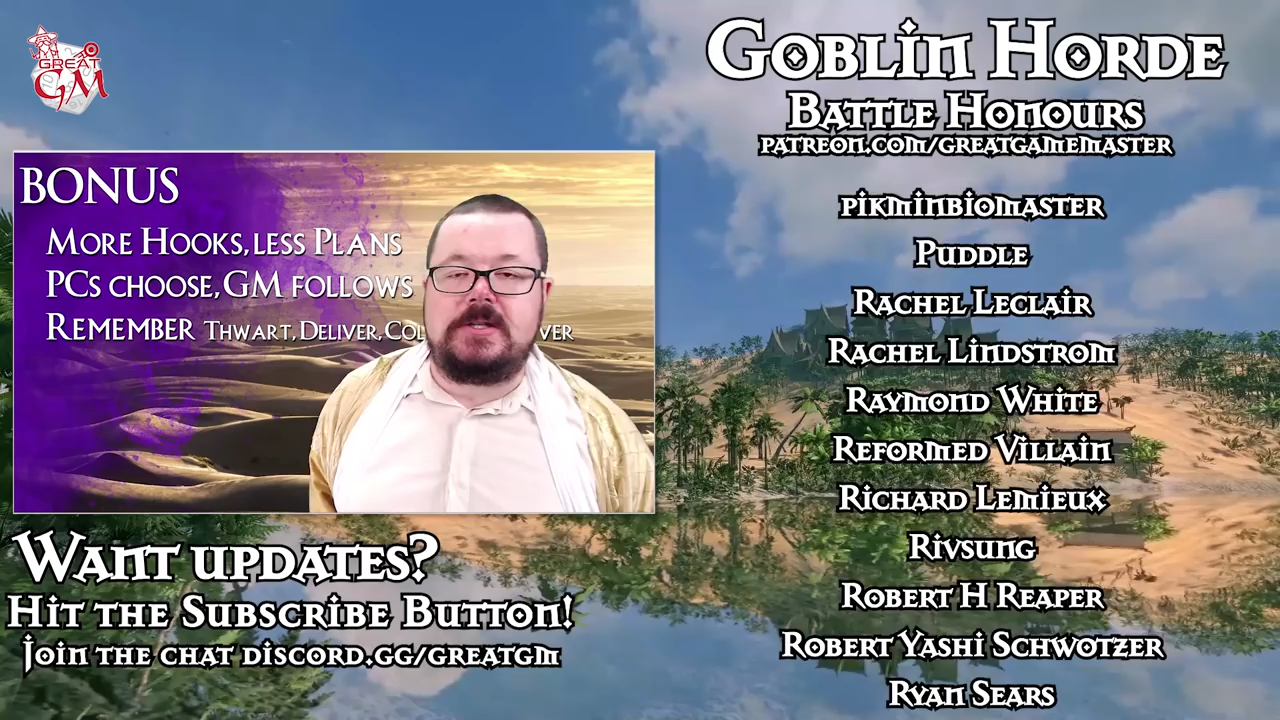 GREAT
GM
BONUS
MORE HOOKS, LESS PLANS
PCS CHOOSE, GM FOLLOWS
REMEMBER THWART, DELIVER,
WANT UPDATES?
HIT THE SUBSCRIBE BUTTON!
JOIN THE CHAT DISCORD.GG/GREATGM
GOBLIN HORDE
BATTLE HONOURS
PATREON.COM/GREATGAMEMASTER
PIKMINBIOMASTER
PUDDLE
RACHEL LECLAIR
RACHEL LINDSTROM
RAYMOND WHITE
REFORMED VILLAIN
RICHARD LEMIEUX
RIVSUNG
ROBERT H REAPER
ROBERT YASHI SCHWOTZER
RYAN SEARS